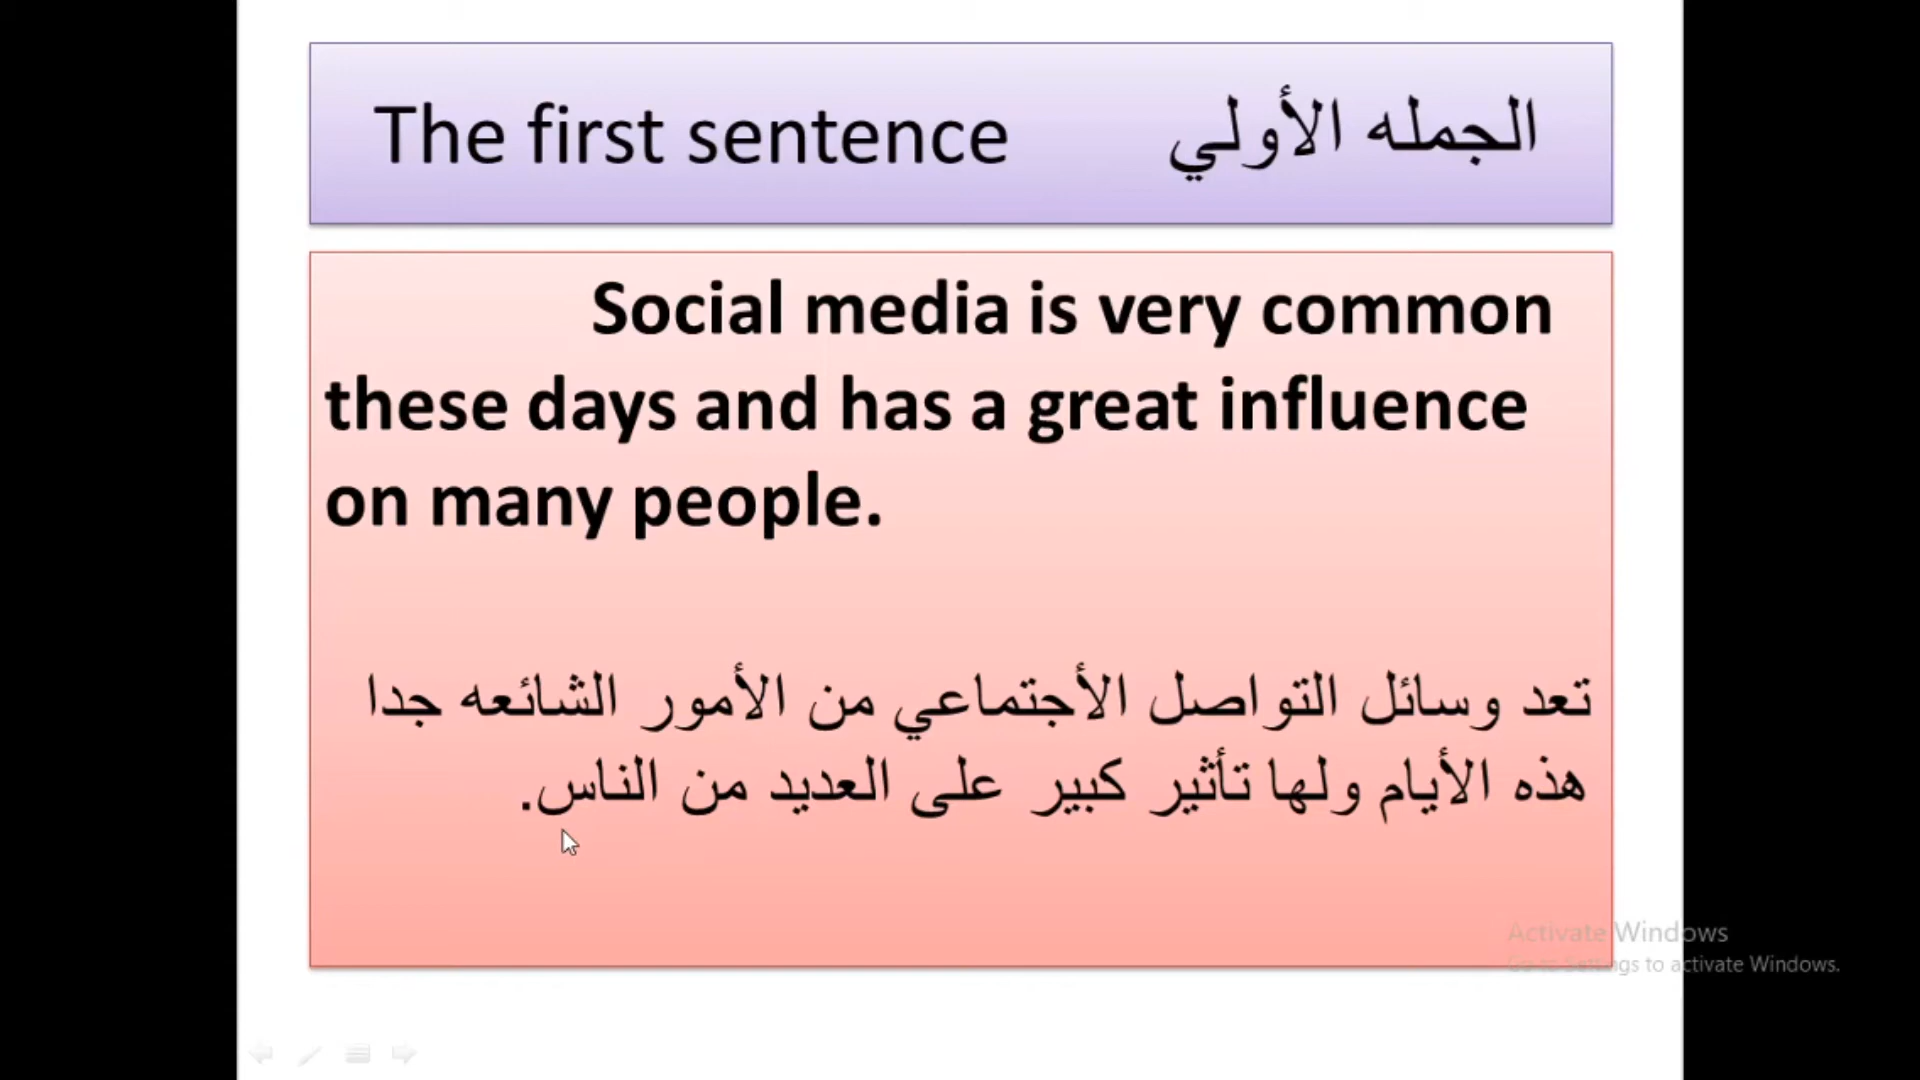 The first sentence الجمله الأولي
Social media is very common
these days and has a great influence
on many people.
تعد وسائل التواصل الأجتماعي من الأمور الشائعه جدا
هذه الأيام ولها تأثير كبير على العديد من الناس.
Activate Windows
Go to Settings to activate Windows.